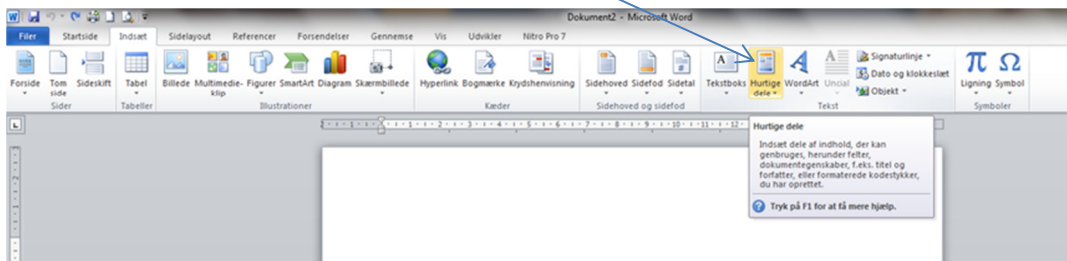 Dokument2 - Microsoft Word
Filer Startside Indsæt Sidelayout Referencer Forsendelser Gennemse Vis Udvikler Nitro Pro 7
Forside Tom side Sideskift Tabel Billede Multimedie-klip Figurer SmartArt Diagram Skærmbillede Hyperlink Bogmærke Krydshenvisning Sidehoved Sidefod Sidetal Tekstboks Hurtige dele WordArt Uncial
Signaturlinje
Dato og klokkeslæt
Objekt
Ligning Symbol
Sider Tabeller Illustrationer Kæder Sidehoved og sidefod Tekst Symboler
Hurtige dele
Indsæt dele af indhold, der kan
genbruges, herunder felter,
dokumentegenskaber, f.eks. titel og
forfatter, eller formaterede kodestykker,
du har oprettet.
Tryk på F1 for at få mere hjælp.